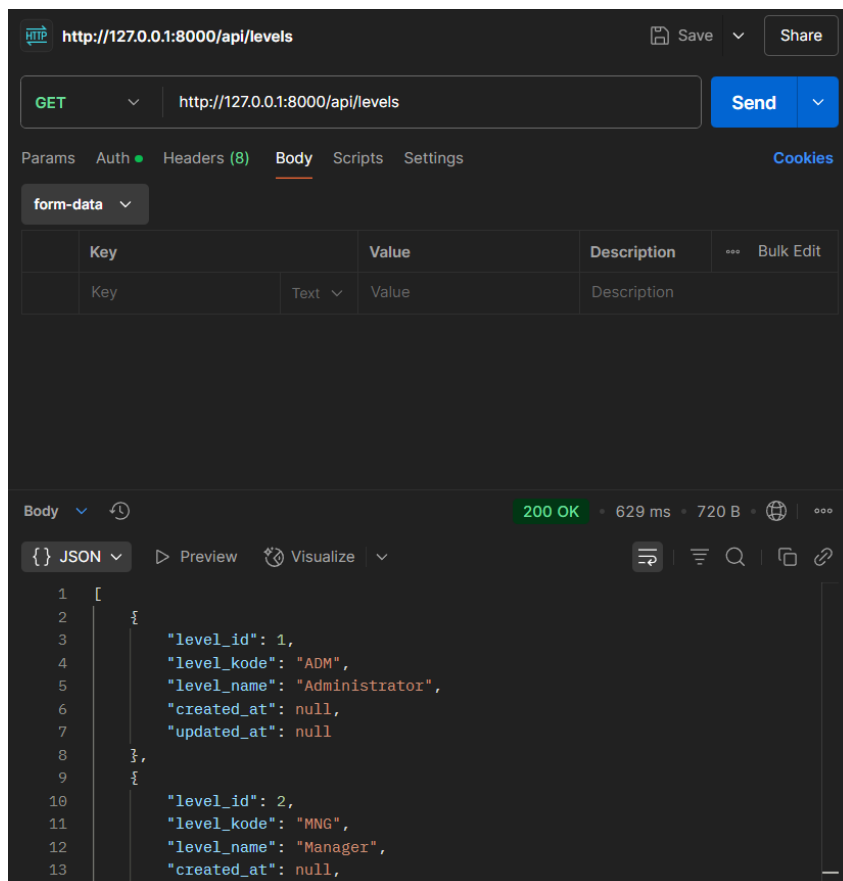 HTTP http://127.0.0.1:8000/api/levels Save Share
GET http://127.0.0.1:8000/api/levels Send
Params Auth Headers (8) Body Scripts Settings Cookies
form-data
Key Value Description Bulk Edit
Key Text Value Description
Body 200 OK 629 ms 720 B
{} JSON Preview Visualize
1 [
2 {
3 "level_id": 1,
4 "level_kode": "ADM",
5 "level_name": "Administrator",
6 "created_at": null,
7 "updated_at": null
8 },
9 {
10 "level_id": 2,
11 "level_kode": "MNG",
12 "level_name": "Manager",
13 "created_at": null,